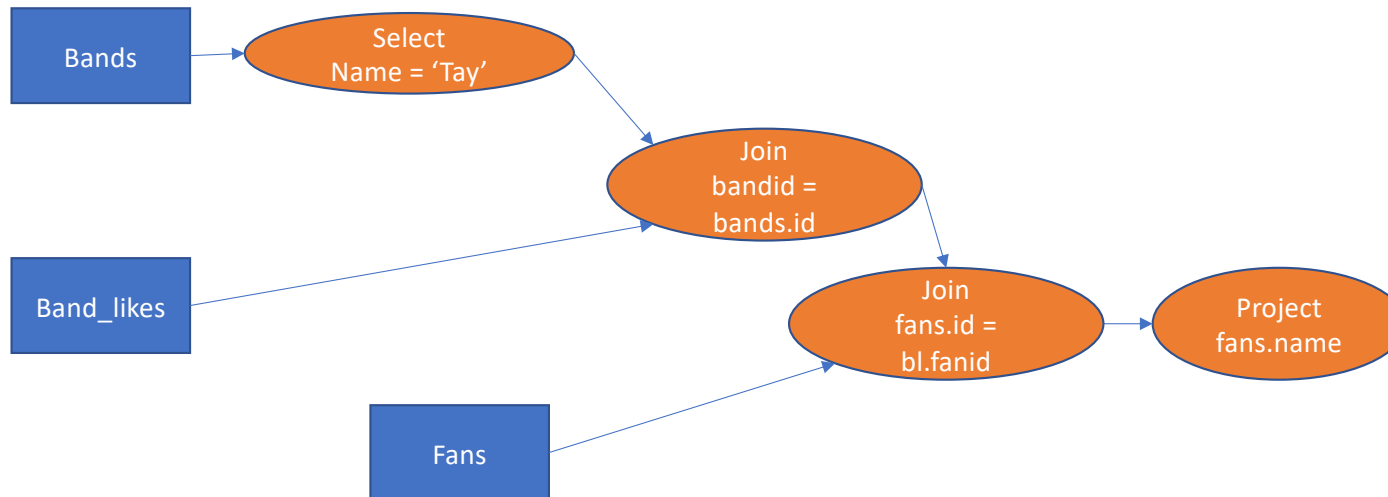 Bands
Select
Name = ‘Tay’
Join
bandid =
bands.id
Band_likes
Join
fans.id =
bl.fanid
Project
fans.name
Fans